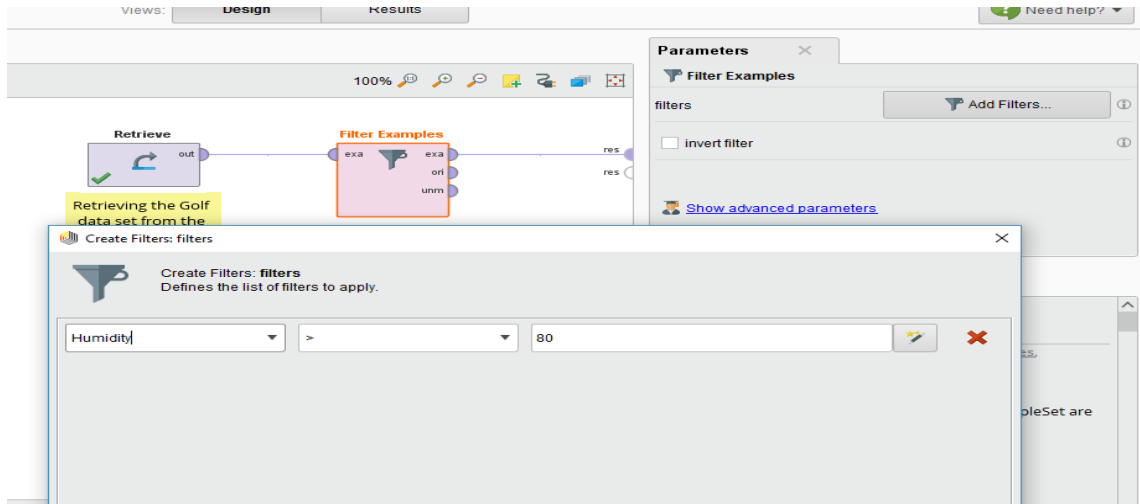 Views:
Design
Results
Need help?
Parameters
Filter Examples
100%
filters
Add Filters...
invert filter
Show advanced parameters
Retrieve
out
Filter Examples
exa
exa
ori
unm
res
res
Retrieving the Golf
data set from the
Create Filters: filters
Create Filters: filters
Defines the list of filters to apply.
Humidity
>
80
es,
pleSet are